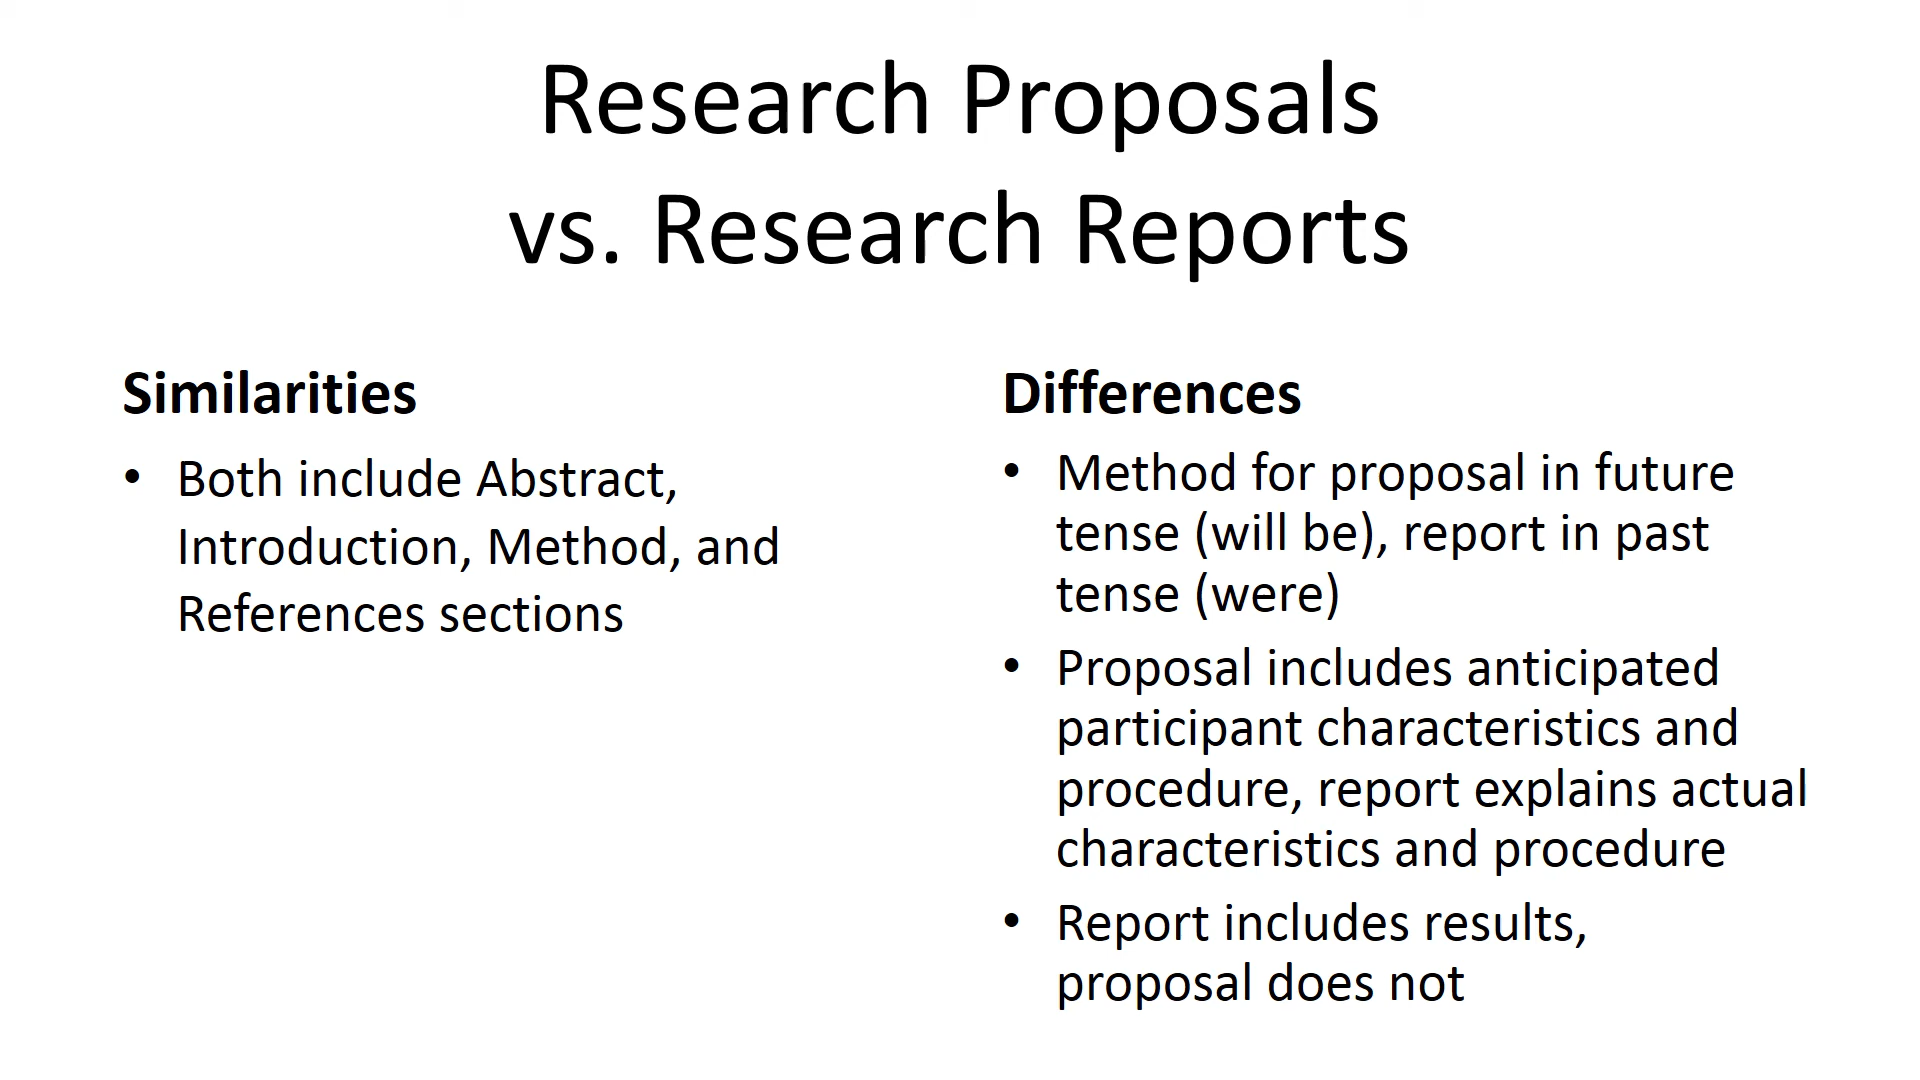 Research Proposals
vs. Research Reports
Similarities
• Both include Abstract,
Introduction, Method, and
References sections
Differences
• Method for proposal in future
tense (will be), report in past
tense (were)
• Proposal includes anticipated
participant characteristics and
procedure, report explains actual
characteristics and procedure
• Report includes results,
proposal does not